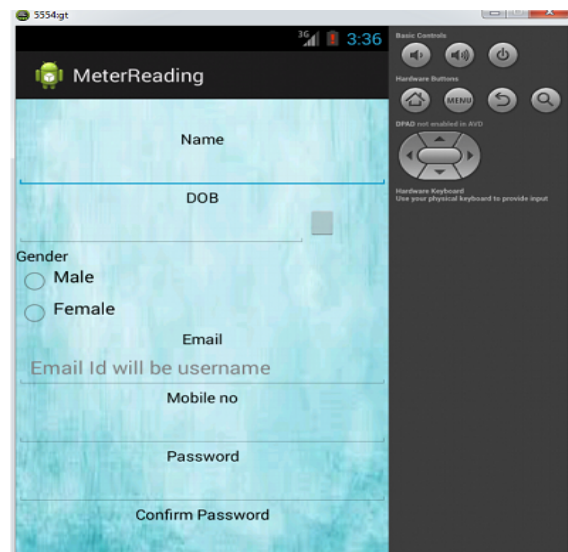 5554:gt
3G 3:36
MeterReading
Name
DOB
Gender
Male
Female
Email
Email Id will be username
Mobile no
Password
Confirm Password
Basic Controls
Hardware Buttons
MENU
DPAD not enabled in AVD
Hardware Keyboard
Use your physical keyboard to provide input